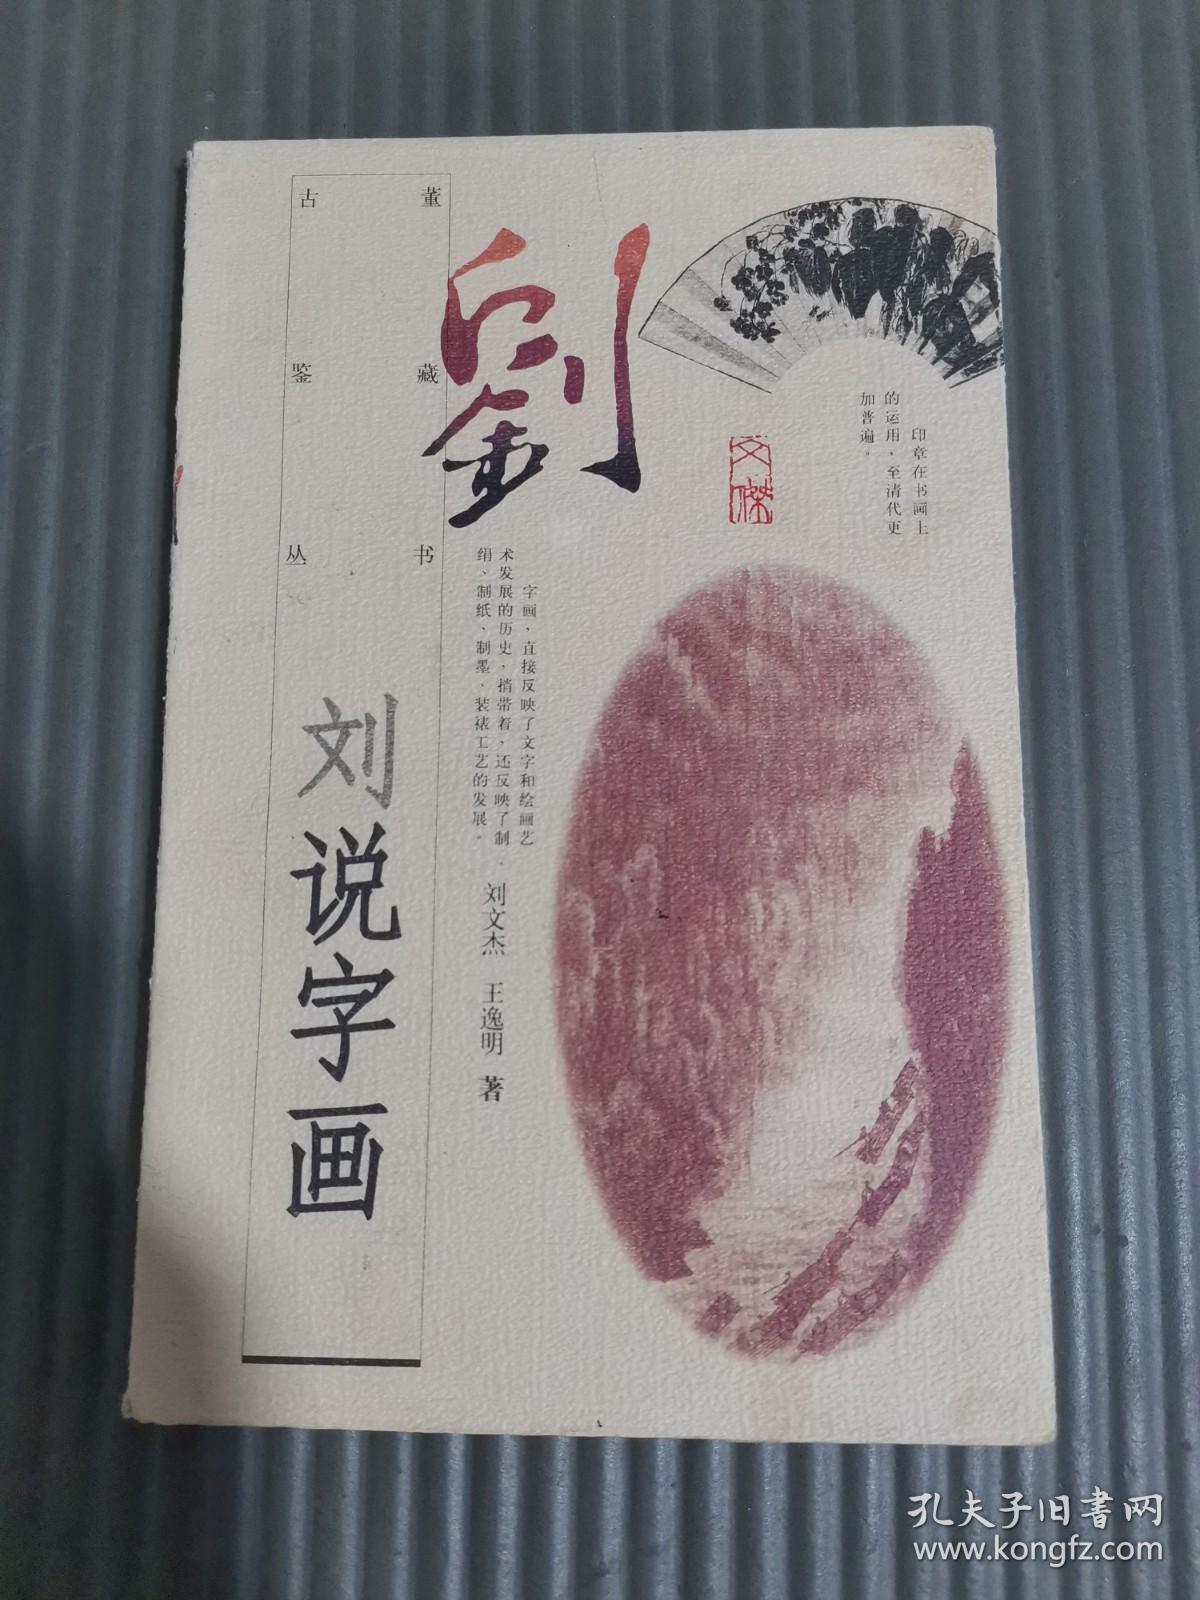 古董
鉴藏
丛书
劉
文傑
印章在书画上
的运用，至清代更
加普遍。
字画，直接反映了文字和绘画艺
术发展的历史，捎带着，还反映了制
绢、制纸、制墨、装裱工艺的发展。
刘说字画
刘文杰 王逸明 著
孔夫子旧书网
www.kongfz.com